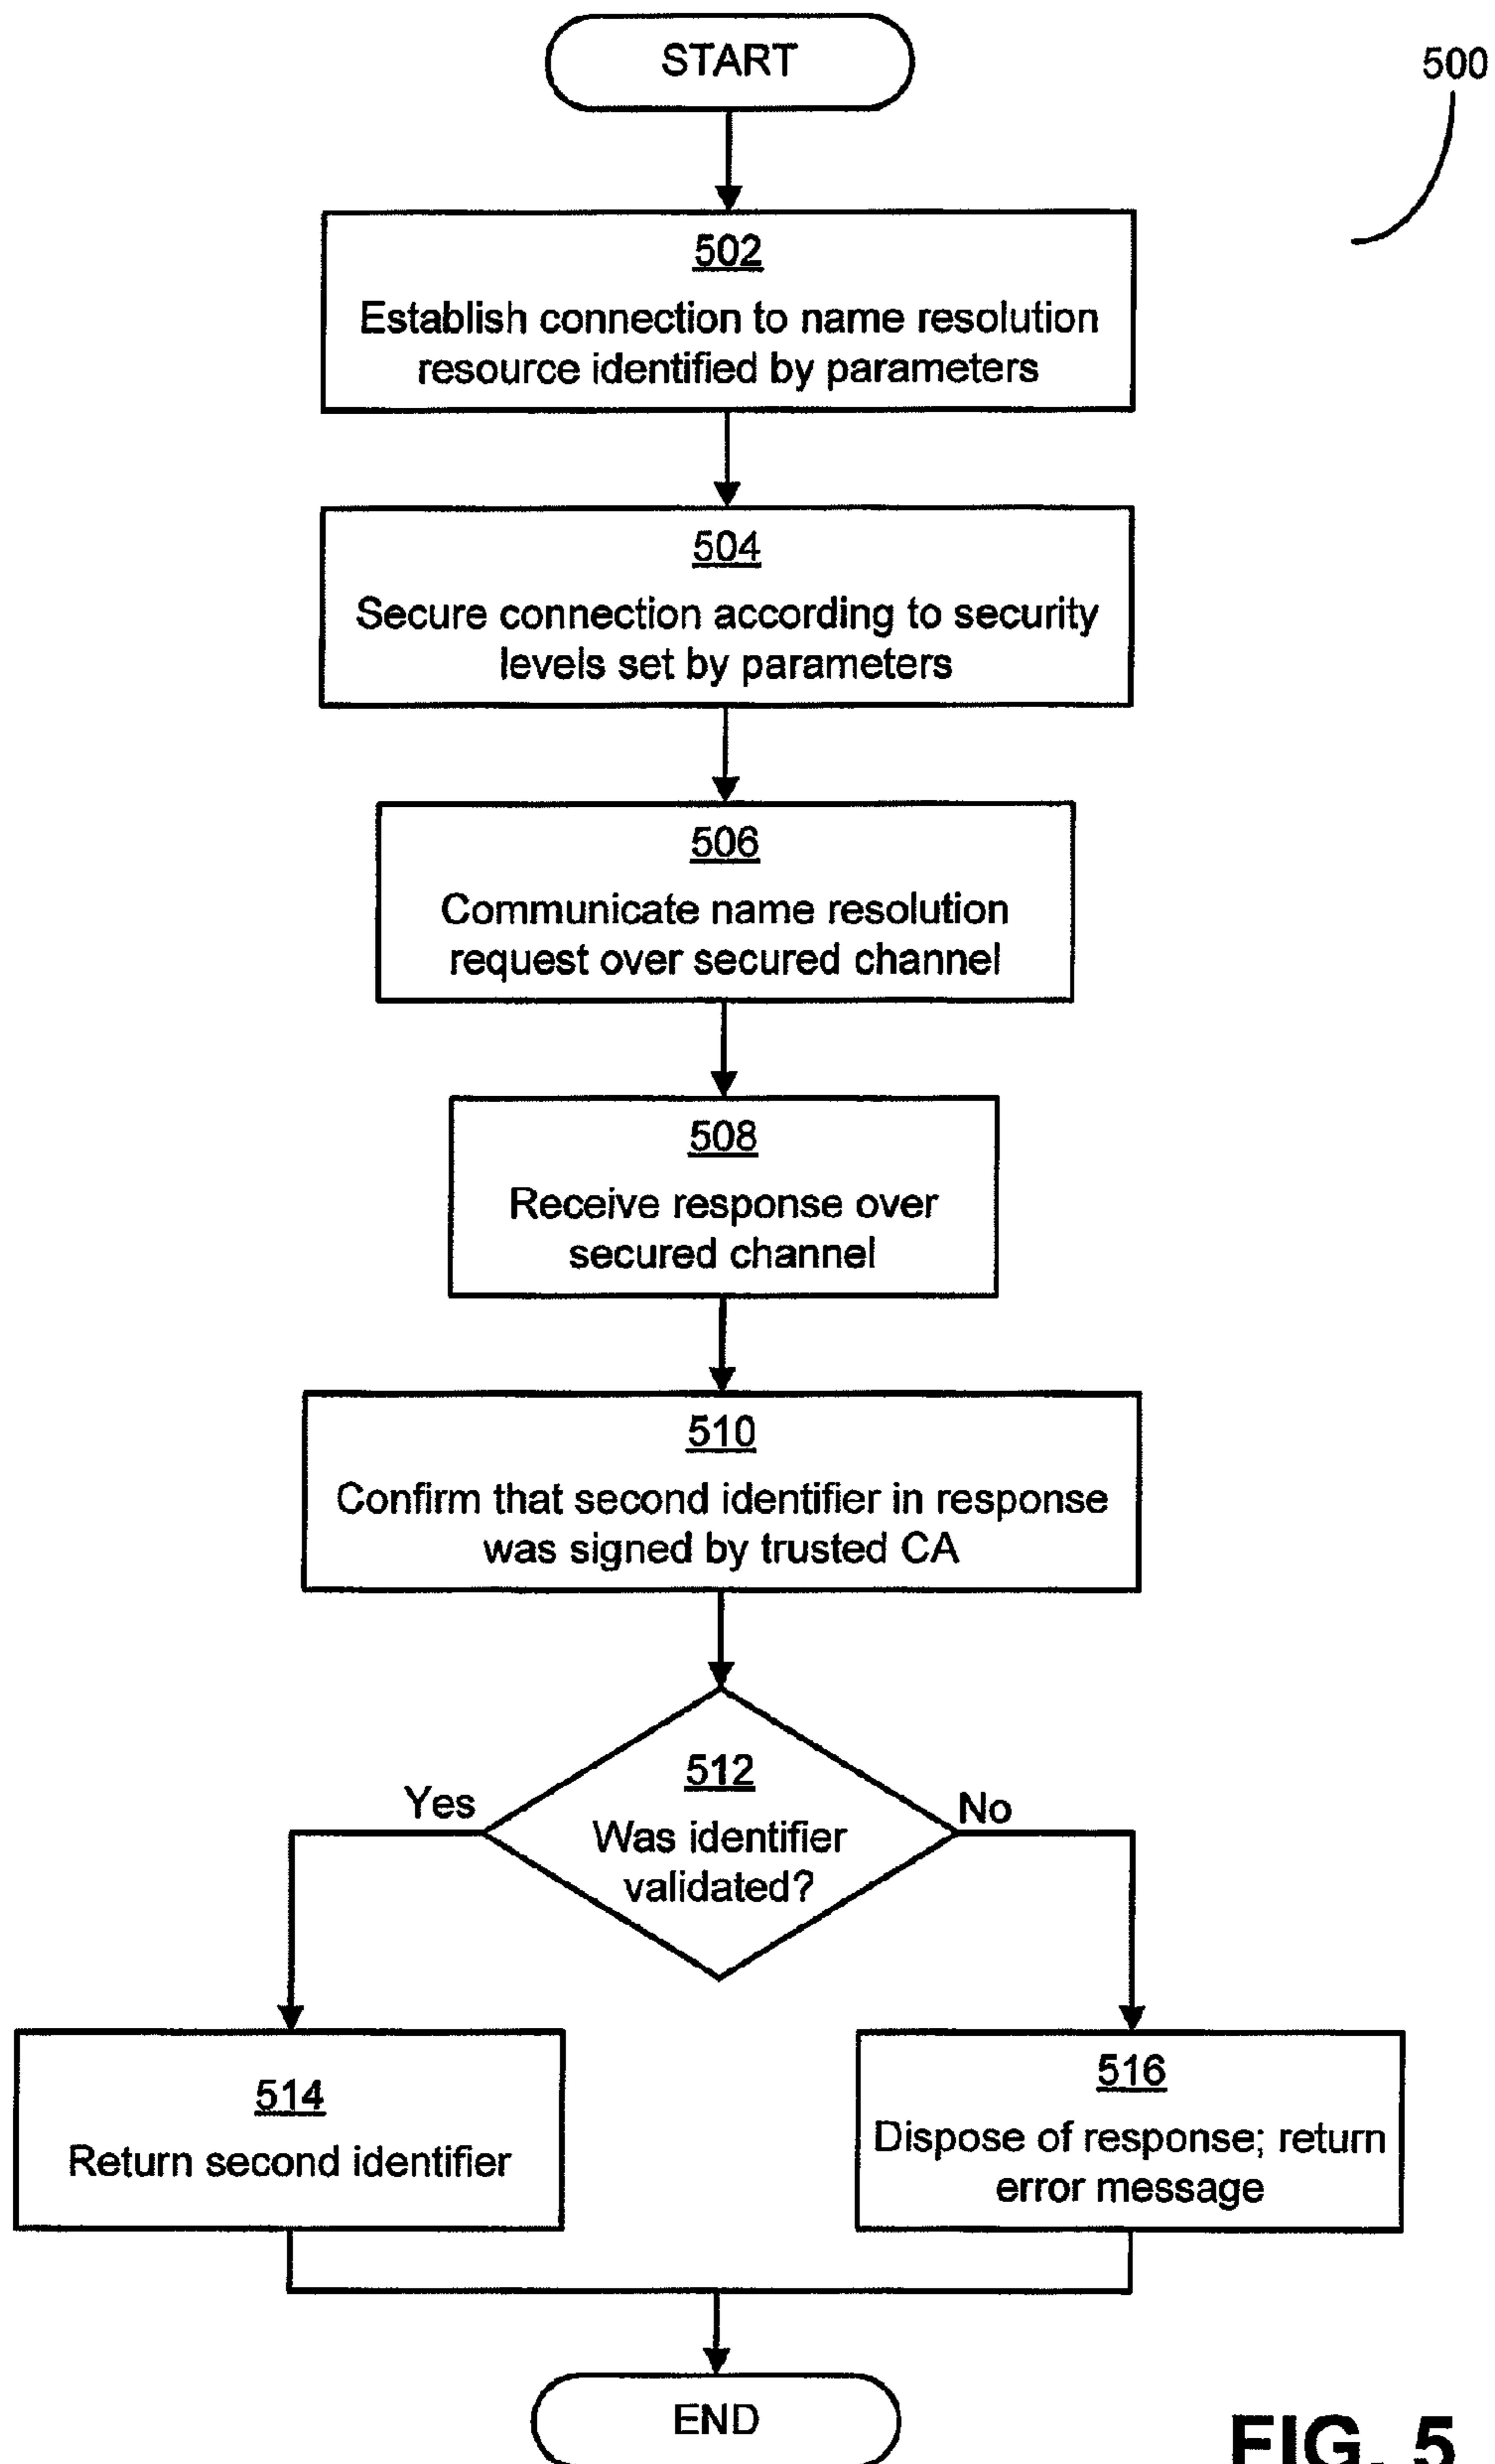 START
500
502
Establish connection to name resolution
resource identified by parameters
504
Secure connection according to security
levels set by parameters
506
Communicate name resolution
request over secured channel
508
Receive response over
secured channel
510
Confirm that second identifier in response
was signed by trusted CA
512
Was identifier
validated?
Yes
No
514
Return second identifier
516
Dispose of response; return
error message
END
FIG. 5